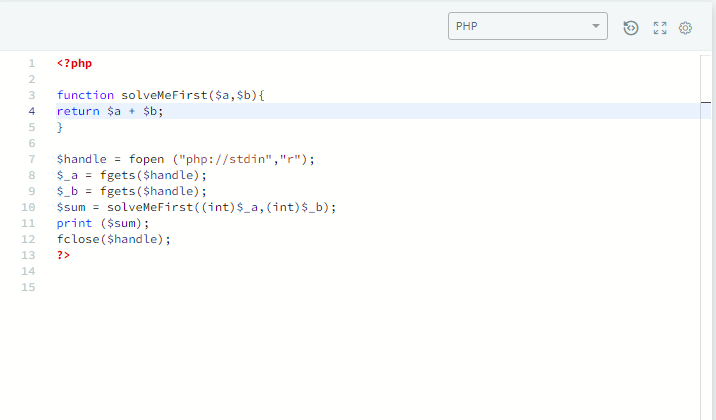 PHP
1 <?php
2
3 function solveMeFirst($a,$b){
4 return $a + $b;
5 }
6
7 $handle = fopen ("php://stdin","r");
8 $_a = fgets($handle);
9 $_b = fgets($handle);
10 $sum = solveMeFirst((int)$_a,(int)$_b);
11 print ($sum);
12 fclose($handle);
13 ?>
14
15